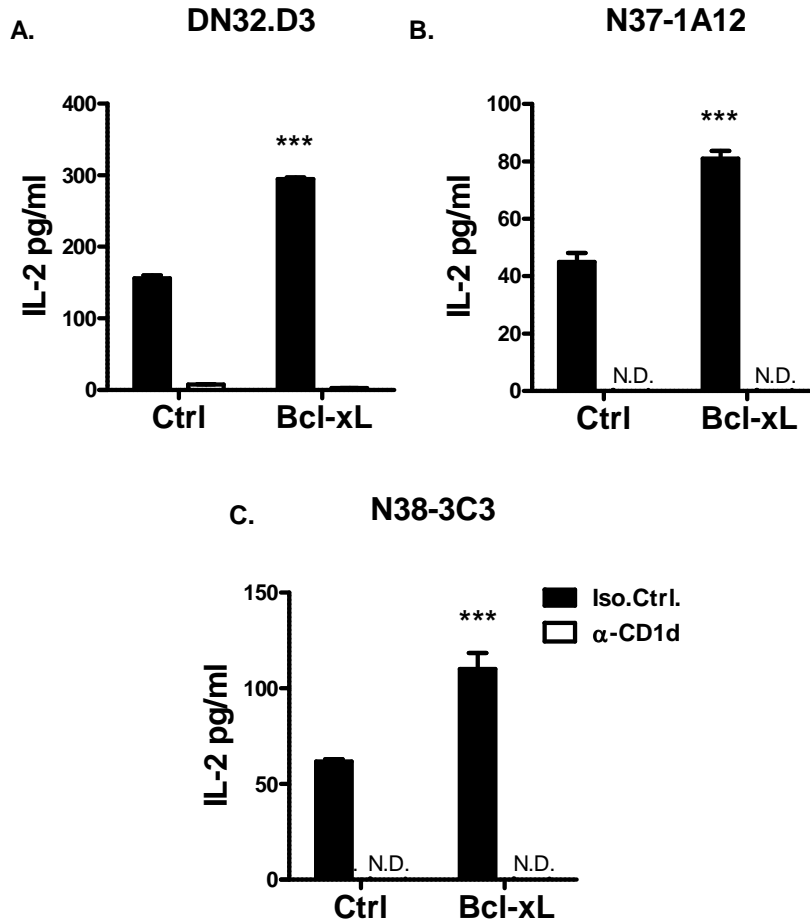 A.
DN32.D3
IL-2 pg/ml
400
300
200
100
0
***
Ctrl
Bcl-xL
B.
N37-1A12
IL-2 pg/ml
100
80
60
40
20
0
***
N.D.
N.D.
Ctrl
Bcl-xL
C.
N38-3C3
IL-2 pg/ml
150
100
50
0
***
. N.D.
N.D.
Ctrl
Bcl-xL
Iso.Ctrl.
α-CD1d